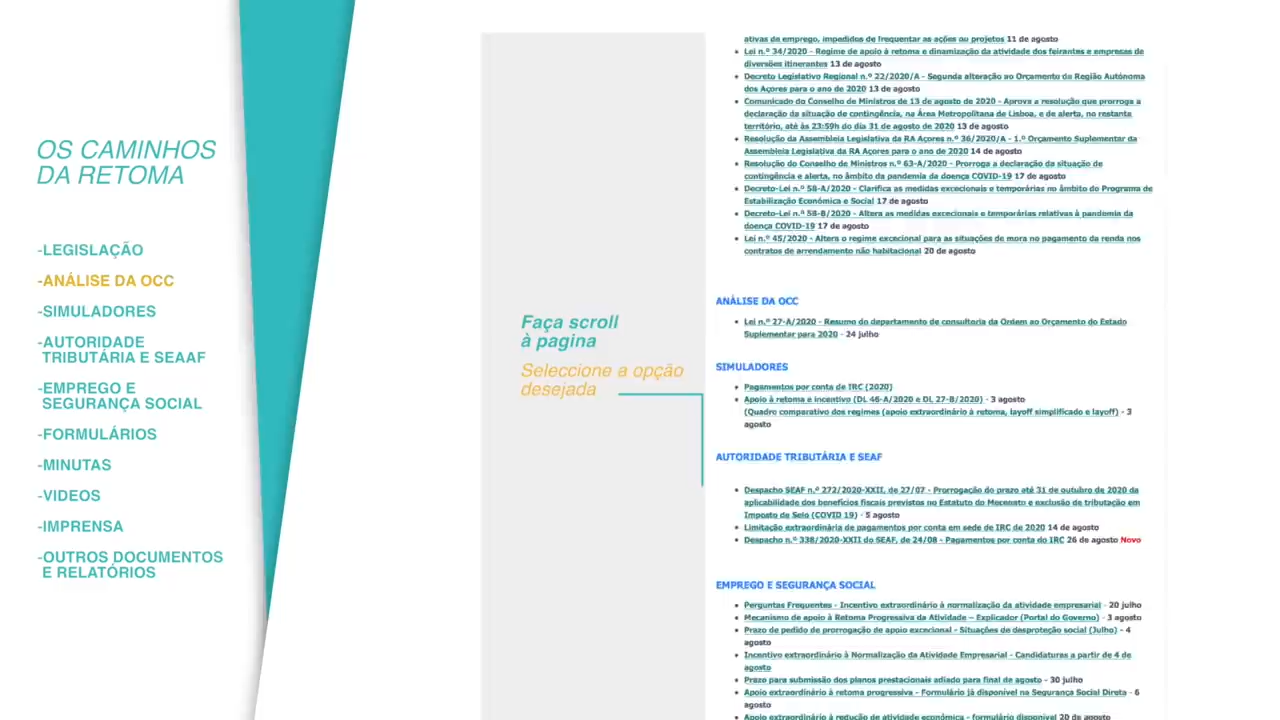 OS CAMINHOS
DA RETOMA
-LEGISLAÇÃO
-ANÁLISE DA OCC
-SIMULADORES
-AUTORIDADE
TRIBUTÁRIA E SEAAF
-EMPREGO E
SEGURANÇA SOCIAL
-FORMULÁRIOS
-MINUTAS
-VIDEOS
-IMPRENSA
-OUTROS DOCUMENTOS
E RELATÓRIOS
Faça scroll
à pagina
Seleccione a opção
desejada
ativas de emprego, impedidos de frequentar as ações ou projetos 11 de agosto
• Lei n.º 34/2020 - Regime de apoio à retoma e dinamização da atividade dos feirantes e empresas de
diversões itinerantes 13 de agosto
• Decreto Legislativo Regional n.º 22/2020/A - Segunda alteração ao Orçamento da Região Autónoma
dos Açores para o ano de 2020 13 de agosto
• Comunicado do Conselho de Ministros de 13 de agosto de 2020 - Aprova a resolução que prorroga a
declaração da situação de contingência, na Área Metropolitana de Lisboa, e de alerta, no restante
território, até às 23:59h do dia 31 de agosto de 2020 13 de agosto
• Resolução da Assembleia Legislativa da RA Açores n.º 36/2020/A - 1.º Orçamento Suplementar da
Assembleia Legislativa da RA Açores para o ano de 2020 14 de agosto
• Resolução do Conselho de Ministros n.º 63-A/2020 - Prorroga a declaração da situação de
contingência e alerta, no âmbito da pandemia da doença COVID-19 17 de agosto
• Decreto-Lei n.º 58-A/2020 - Clarifica as medidas excecionais e temporárias no âmbito do Programa de
Estabilização Económica e Social 17 de agosto
• Decreto-Lei n.º 58-B/2020 - Altera as medidas excecionais e temporárias relativas à pandemia da
doença COVID-19 17 de agosto
• Lei n.º 45/2020 - Altera o regime excecional para as situações de mora no pagamento da renda nos
contratos de arrendamento não habitacional 20 de agosto
ANÁLISE DA OCC
• Lei n.º 27-A/2020 - Resumo do departamento de consultoria da Ordem ao Orçamento do Estado
Suplementar para 2020 - 24 julho
SIMULADORES
• Pagamentos por conta de IRC (2020)
• Apoio à retoma e incentivo (DL 46-A/2020 e DL 27-B/2020) - 3 agosto
(Quadro comparativo dos regimes (apoio extraordinário à retoma, layoff simplificado e layoff) - 3
agosto
AUTORIDADE TRIBUTÁRIA E SEAF
• Despacho SEAF n.º 272/2020-XXII, de 27/07 - Prorrogação do prazo até 31 de outubro de 2020 da
aplicabilidade dos benefícios fiscais previstos no Estatuto do Mecenato e exclusão de tributação em
Imposto de Selo (COVID 19) - 5 agosto
• Limitação extraordinária de pagamentos por conta em sede de IRC de 2020 14 de agosto
• Despacho n.º 338/2020-XXII do SEAF, de 24/08 - Pagamentos por conta do IRC 26 de agosto Novo
EMPREGO E SEGURANÇA SOCIAL
• Perguntas Frequentes - Incentivo extraordinário à normalização da atividade empresarial - 20 julho
• Mecanismo de apoio à Retoma Progressiva da Atividade – Explicador (Portal do Governo) - 3 agosto
• Prazo de pedido de prorrogação de apoio excecional - Situações de desproteção social (Julho) - 4
agosto
• Incentivo extraordinário à Normalização da Atividade Empresarial - Candidaturas a partir de 4 de
agosto
• Prazo para submissão dos planos prestacionais adiado para final de agosto - 30 julho
• Apoio extraordinário à retoma progressiva - Formulário já disponível na Segurança Social Direta - 6
agosto
• Apoio extraordinário à redução de atividade económica - formulário disponível 20 de agosto